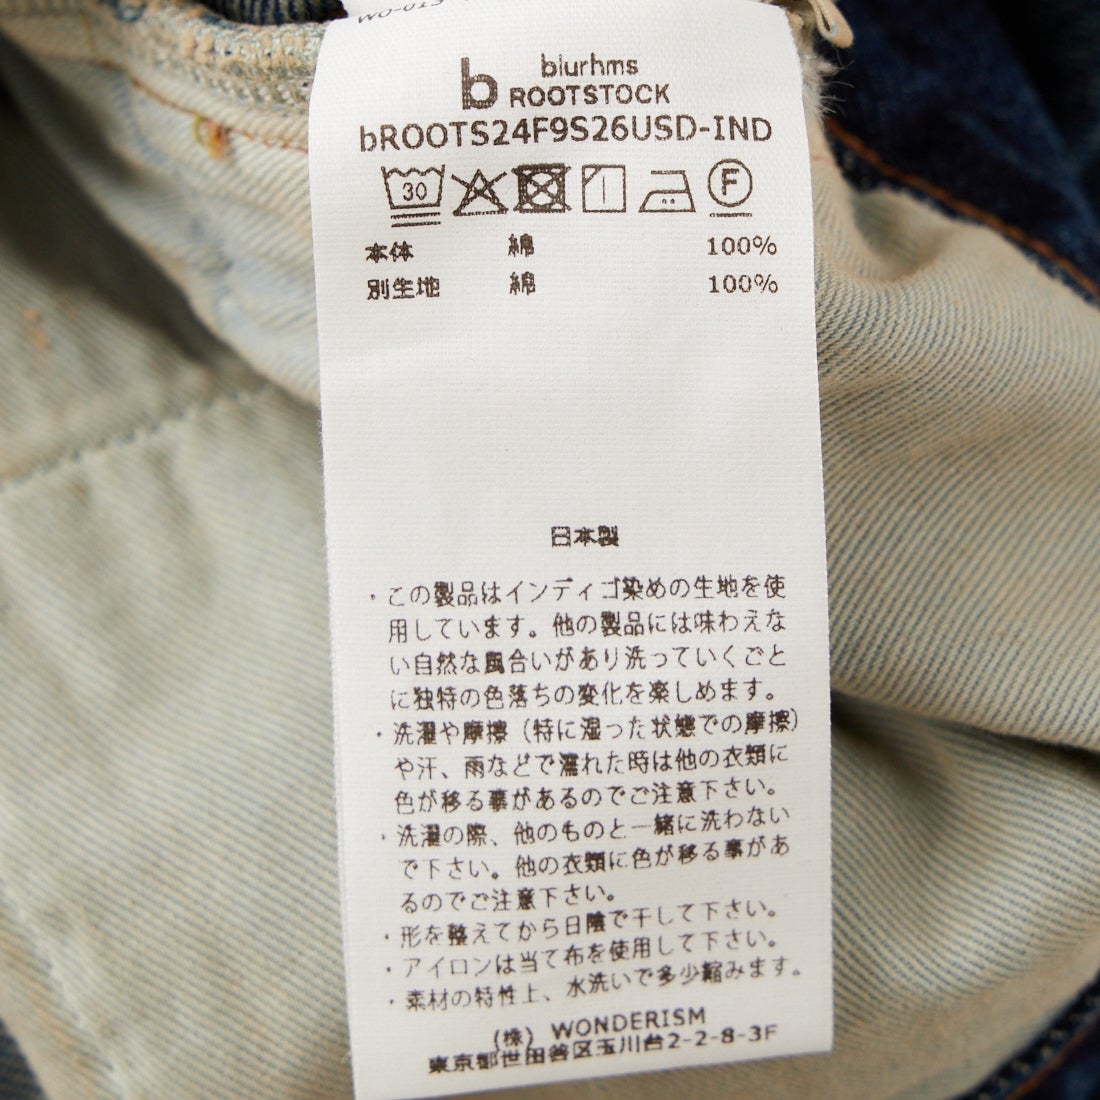 WO-013
b
blurhms
ROOTSTOCK
bROOTS24F9S26USD-IND
30
F
本体 綿 100%
別生地 綿 100%
日本製
・この製品はインディゴ染めの生地を使
用しています。他の製品には味わえな
い自然な風合いがあり洗っていくごと
に独特の色落ちの変化を楽しめます。
・洗濯や摩擦（特に湿った状態での摩擦）
や汗、雨などで濡れた時は他の衣類に
色が移る事があるのでご注意下さい。
・洗濯の際、他のものと一緒に洗わない
で下さい。他の衣類に色が移る事があ
るのでご注意下さい。
・形を整えてから日陰で干して下さい。
・アイロンは当て布を使用して下さい。
・素材の特性上、水洗いで多少縮みます。
(株) WONDERISM
東京都世田谷区玉川台2-2-8-3F